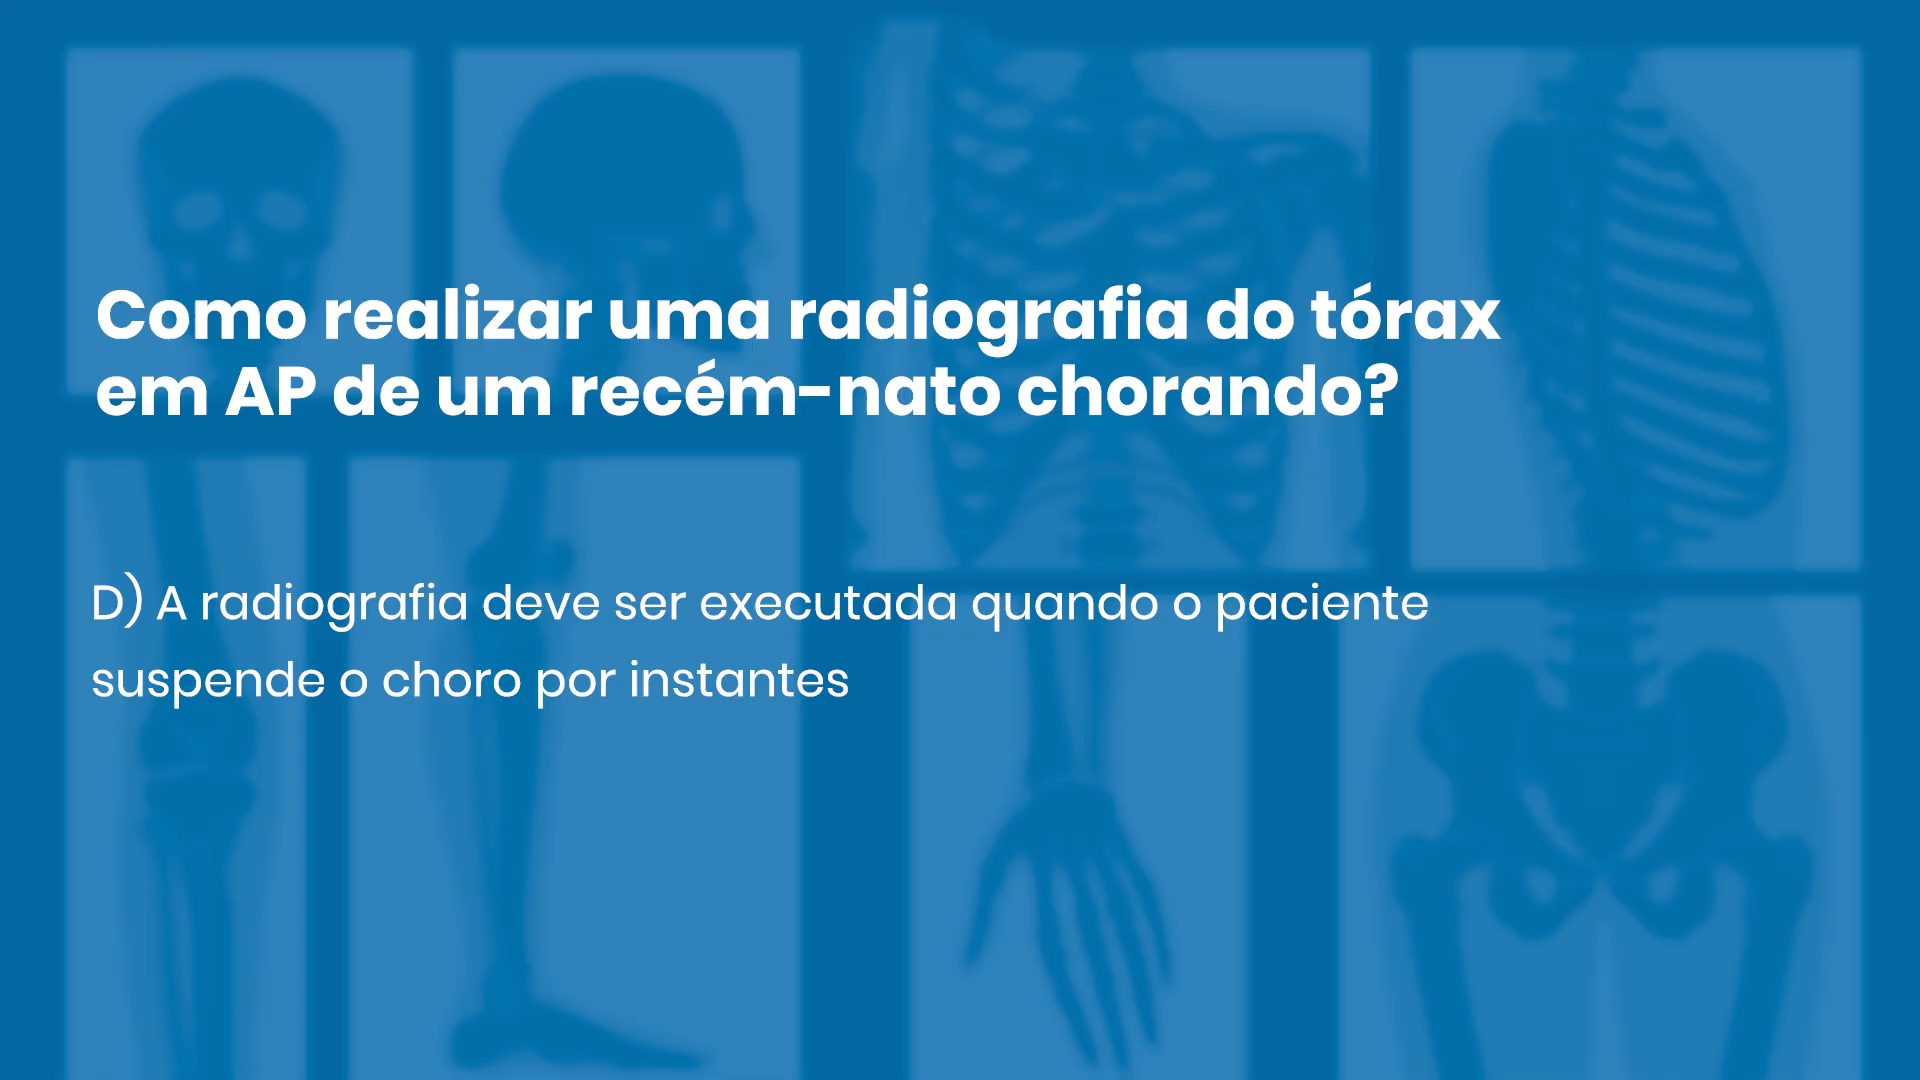 Como realizar uma radiografia do tórax
em AP de um recém-nato chorando?
D) A radiografia deve ser executada quando o paciente
suspende o choro por instantes